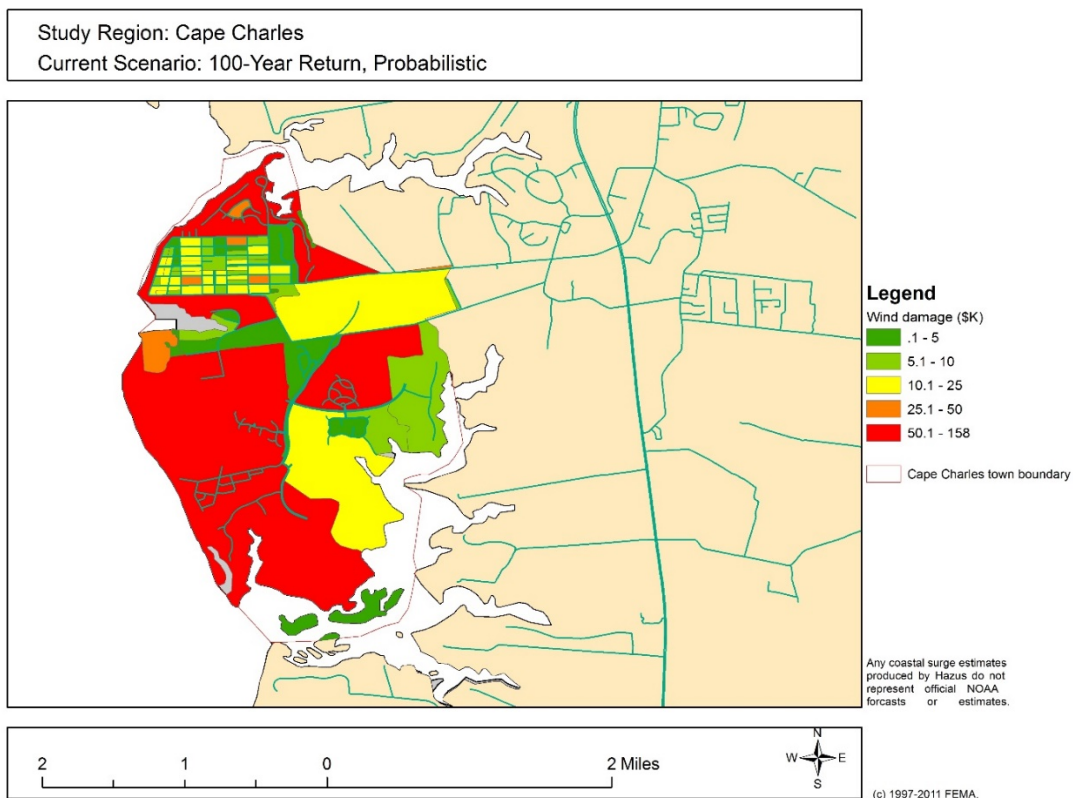 Study Region: Cape Charles
Current Scenario: 100-Year Return, Probabilistic
Legend
Wind damage ($K)
.1 - 5
5.1 - 10
10.1 - 25
25.1 - 50
50.1 - 158
Cape Charles town boundary
Any coastal surge estimates
produced by Hazus do not
represent official NOAA
forcasts or estimates.
2 1 0 2 Miles
N
W E
S
(c) 1997-2011 FEMA.